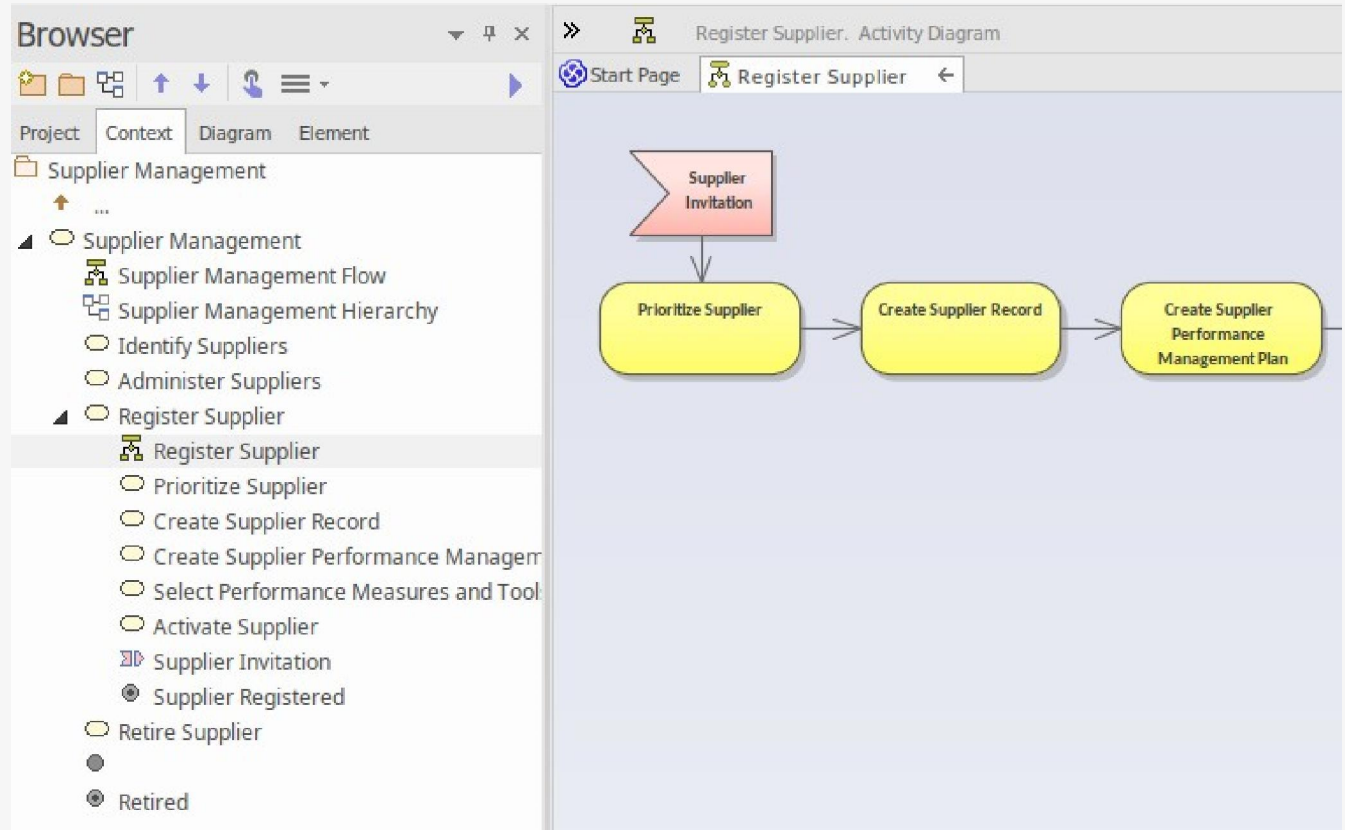 Browser
Project Context Diagram Element
Supplier Management
...
Supplier Management
Supplier Management Flow
Supplier Management Hierarchy
Identify Suppliers
Administer Suppliers
Register Supplier
Register Supplier
Prioritize Supplier
Create Supplier Record
Create Supplier Performance Managem
Select Performance Measures and Tool
Activate Supplier
Supplier Invitation
Supplier Registered
Retire Supplier
Retired
Register Supplier. Activity Diagram
Start Page Register Supplier
Supplier
Invitation
Prioritize Supplier
Create Supplier Record
Create Supplier
Performance
Management Plan